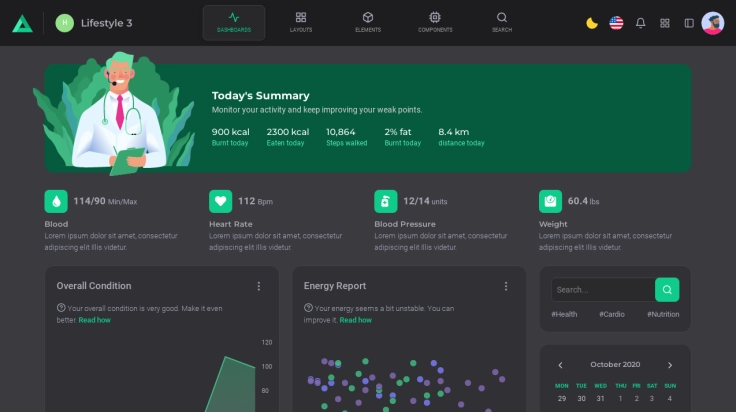 H
Lifestyle 3
DASHBOARDS
LAYOUTS
ELEMENTS
COMPONENTS
SEARCH
Today's Summary
Monitor your activity and keep improving your weak points.
900 kcal
2300 kcal
10,864
2% fat
8.4 km
Burnt today
Eaten today
Steps walked
Burnt today
distance today
114/90 Min/Max
112 Bpm
12/14 units
60.4 lbs
Blood
Heart Rate
Blood Pressure
Weight
Lorem ipsum dolor sit amet, consectetur
adipiscing elit Illis videtur.
Lorem ipsum dolor sit amet, consectetur
adipiscing elit Illis videtur.
Lorem ipsum dolor sit amet, consectetur
adipiscing elit Illis videtur.
Lorem ipsum dolor sit amet, consectetur
adipiscing elit Illis videtur.
Overall Condition
Your overall condition is very good. Make it even
better. Read how
120
100
80
Energy Report
Your energy seems a bit unstable. You can
improve it. Read how
Search...
#Health
#Cardio
#Nutrition
October 2020
MON TUE WED THU FRI SAT SUN
29 30 31 1 2 3 4